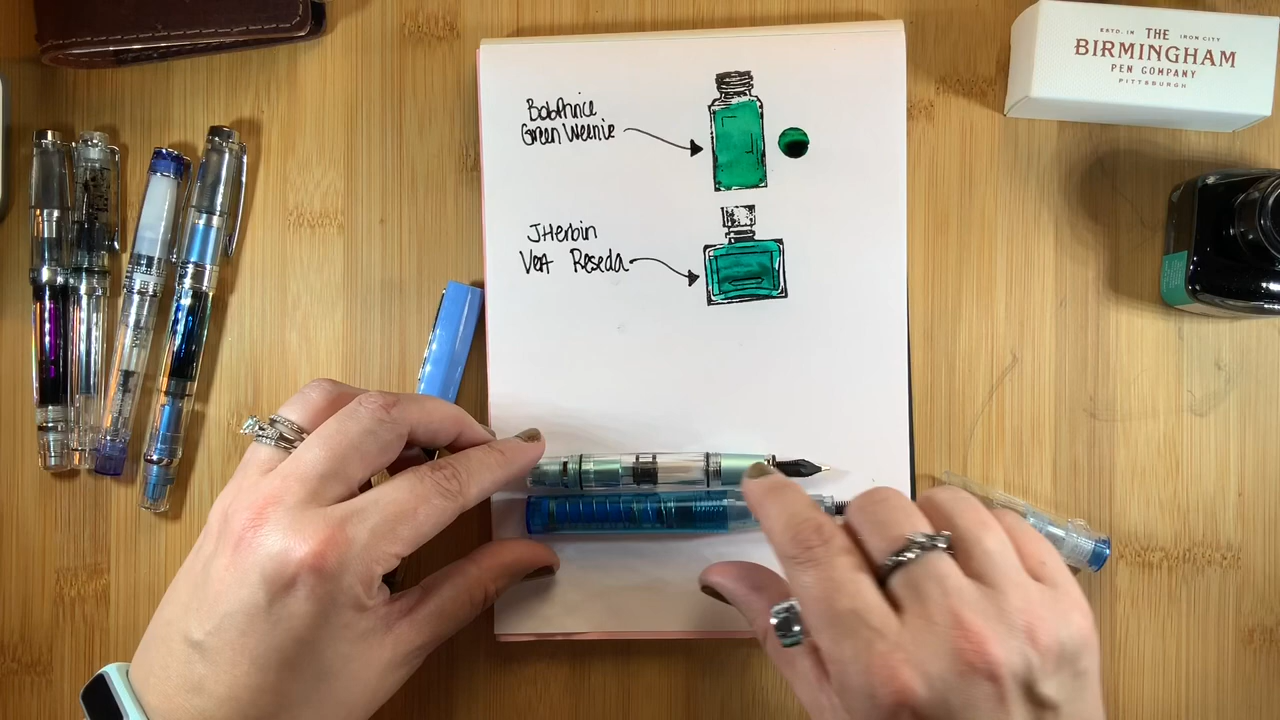 BobPrince
Green Weenie
JHerbin
Vert Reseda
ESTD. IN THE IRON CITY
BIRMINGHAM
PEN COMPANY
PITTSBURGH